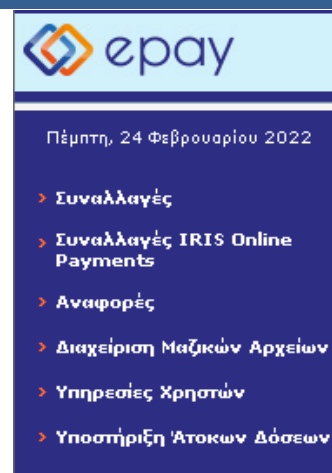 epay
Πέμπτη, 24 Φεβρουαρίου 2022
Συναλλαγές
Συναλλαγές IRIS Online
Payments
Αναφορές
Διαχείριση Μαζικών Αρχείων
Υπηρεσίες Χρηστών
Υποστήριξη Άτοκων Δόσεων